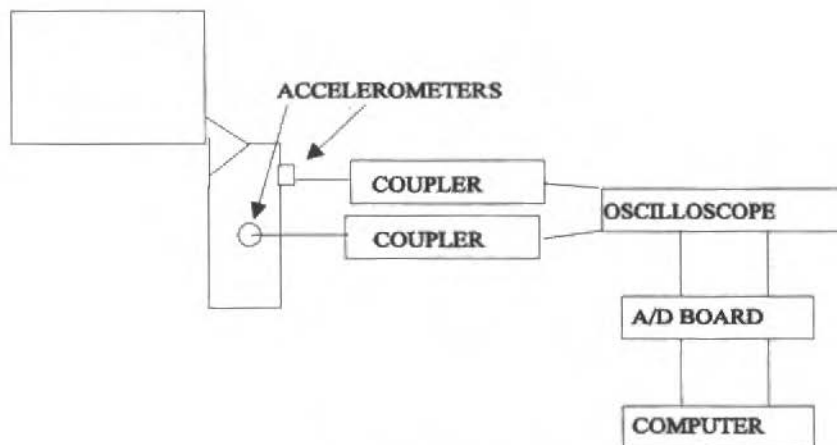 ACCELEROMETERS
COUPLER
OSCILLOSCOPE
COUPLER
A/D BOARD
COMPUTER